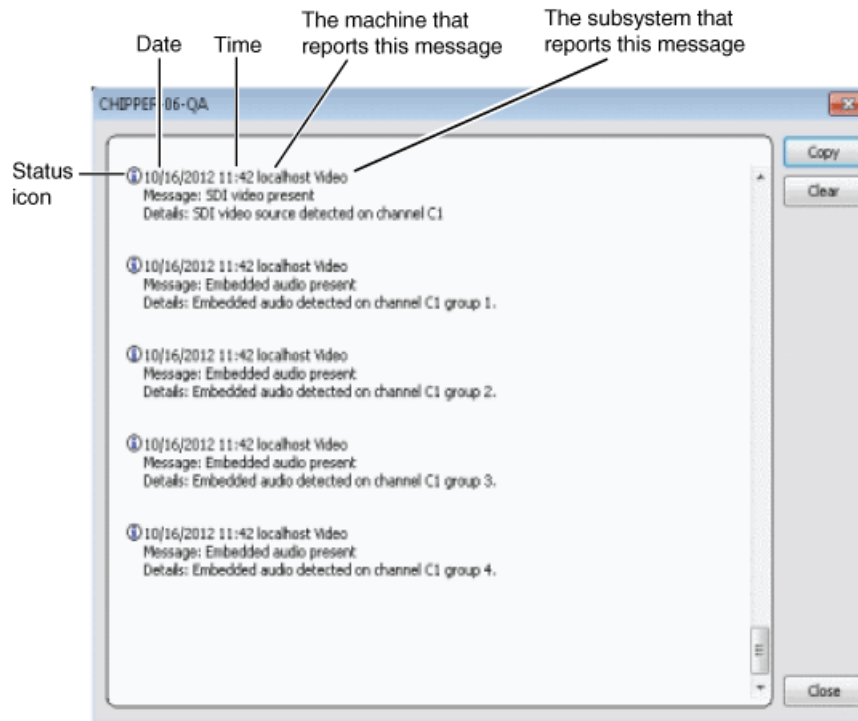 Date
Time
The machine that
reports this message
The subsystem that
reports this message
CHIPPER-06-QA
Status
icon
10/16/2012 11:42 localhost Video
Message: SDI video present
Details: SDI video source detected on channel C1
10/16/2012 11:42 localhost Video
Message: Embedded audio present
Details: Embedded audio detected on channel C1 group 1.
10/16/2012 11:42 localhost Video
Message: Embedded audio present
Details: Embedded audio detected on channel C1 group 2.
10/16/2012 11:42 localhost Video
Message: Embedded audio present
Details: Embedded audio detected on channel C1 group 3.
10/16/2012 11:42 localhost Video
Message: Embedded audio present
Details: Embedded audio detected on channel C1 group 4.
Copy
Clear
Close